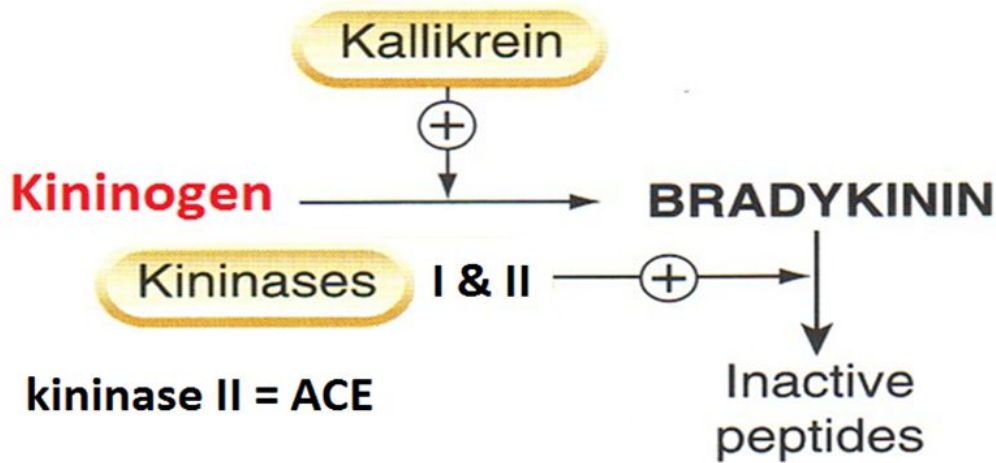 Kallikrein
+
Kininogen
BRADYKININ
Kininases I & II
+
kininase II = ACE
Inactive
peptides